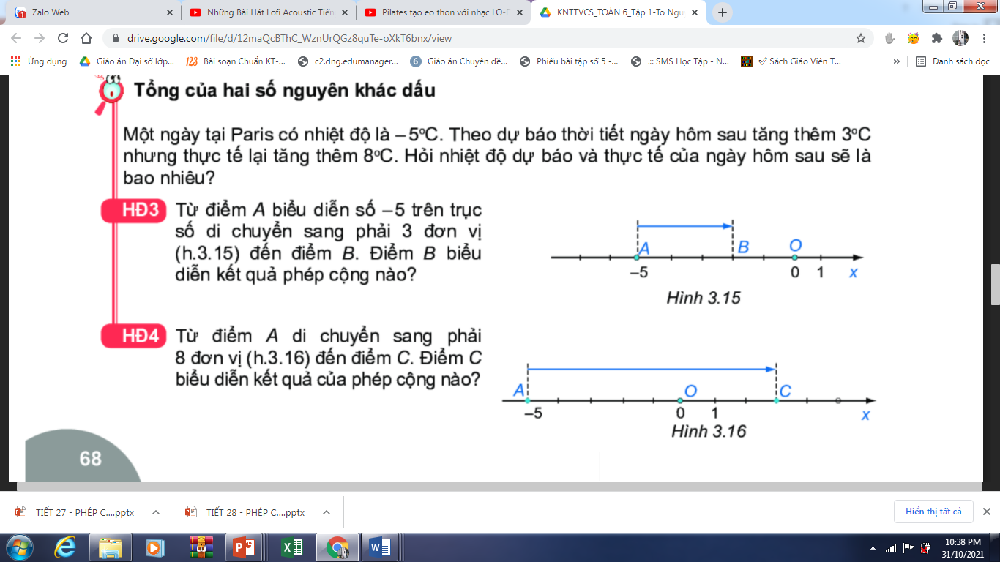 Zalo Web
Những Bài Hát Lofi Acoustic Tiến
Pilates tạo eo thon với nhạc LO-F
KNTTVCS_TOÁN 6_Tập 1-To Ngu
drive.google.com/file/d/12maQcBThC_WznUrQGz8quTe-oXkT6bnx/view
Ứng dụng
Giáo án Đại số lớp...
123 Bài soạn Chuẩn KT-...
c2.dng.edumanager...
6 Giáo án Chuyên đề...
Phiếu bài tập số 5 -...
.:: SMS Học Tập - N...
✅ Sách Giáo Viên T...
»
Danh sách đọc
Tổng của hai số nguyên khác dấu
Một ngày tại Paris có nhiệt độ là –5°C. Theo dự báo thời tiết ngày hôm sau tăng thêm 3°C
nhưng thực tế lại tăng thêm 8°C. Hỏi nhiệt độ dự báo và thực tế của ngày hôm sau sẽ là
bao nhiêu?
HĐ3 Từ điểm A biểu diễn số –5 trên trục
số di chuyển sang phải 3 đơn vị
(h.3.15) đến điểm B. Điểm B biểu
diễn kết quả phép cộng nào?
A B O
–5 0 1 x
Hình 3.15
HĐ4 Từ điểm A di chuyển sang phải
8 đơn vị (h.3.16) đến điểm C. Điểm C
biểu diễn kết quả của phép cộng nào?
A O C
–5 0 1 x
Hình 3.16
68
TIẾT 27 - PHÉP C....pptx
TIẾT 28 - PHÉP C....pptx
Hiển thị tất cả
10:38 PM
31/10/2021